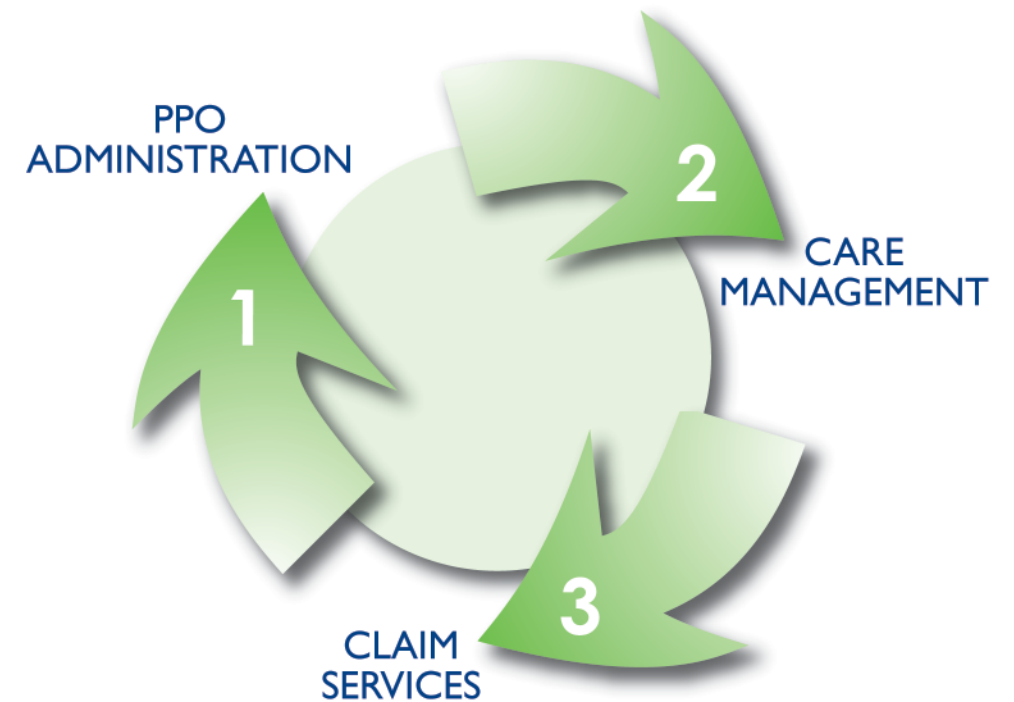 PPO
ADMINISTRATION
1
2
CARE
MANAGEMENT
3
CLAIM
SERVICES